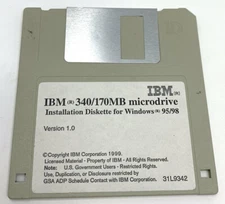 IBM®
IBM® 340/170MB microdrive
Installation Diskette for Windows® 95/98
Version 1.0
©Copyright IBM Corporation 1999.
Licensed Material - Property of IBM - All Rights Reserved.
Note: U.S. Government Users - Restricted Rights.
Use, Duplication, or Disclosure restricted by
GSA ADP Schedule Contact with IBM Corporation. 31L9342